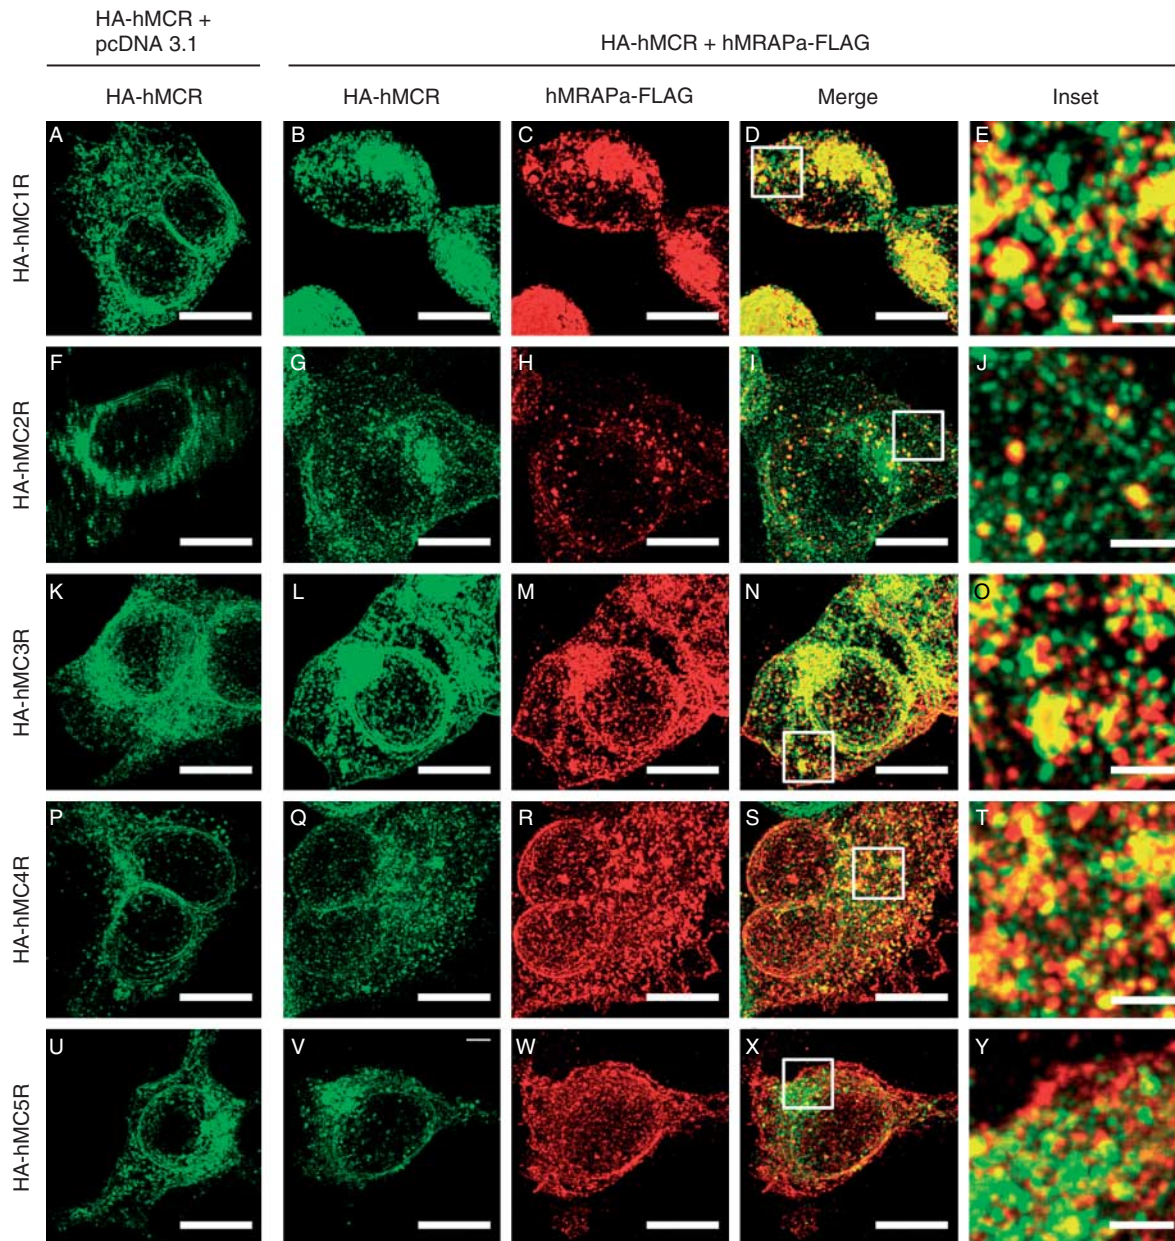 HA-hMCR +
pcDNA 3.1
HA-hMCR + hMRAPa-FLAG
HA-hMCR
HA-hMCR
hMRAPa-FLAG
Merge
Inset
HA-hMC1R
A
B
C
D
E
HA-hMC2R
F
G
H
I
J
HA-hMC3R
K
L
M
N
O
HA-hMC4R
P
Q
R
S
T
HA-hMC5R
U
V
W
X
Y